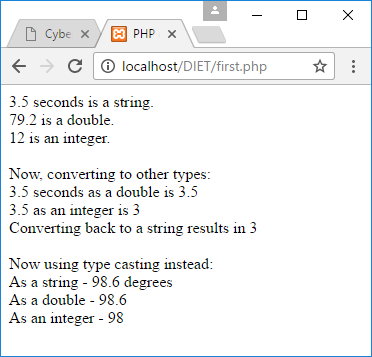 Cybe
PHP
localhost/DIET/first.php
3.5 seconds is a string.
79.2 is a double.
12 is an integer.
Now, converting to other types:
3.5 seconds as a double is 3.5
3.5 as an integer is 3
Converting back to a string results in 3
Now using type casting instead:
As a string - 98.6 degrees
As a double - 98.6
As an integer - 98